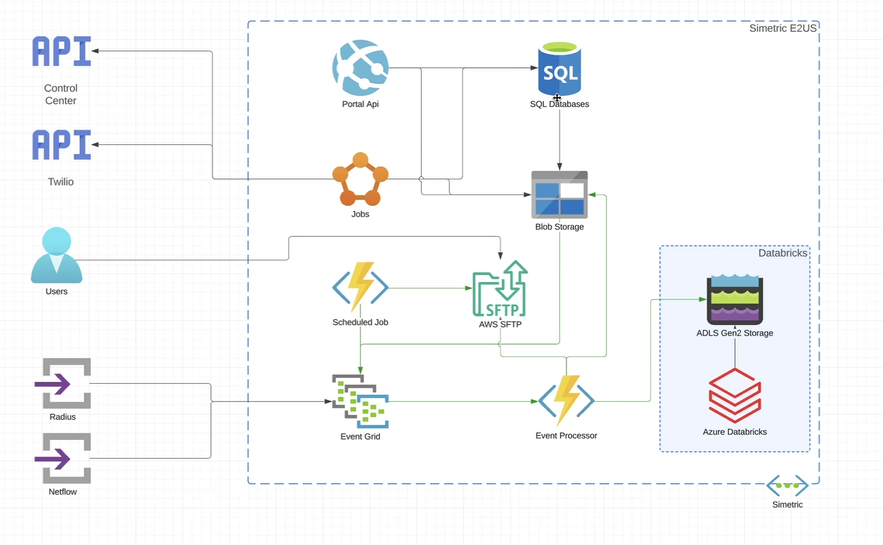 Simetric E2US
API
Control
Center
Portal Api
SQL
SQL Databases
API
Twilio
Jobs
Blob Storage
Users
Scheduled Job
SFTP
AWS SFTP
Databricks
ADLS Gen2 Storage
Radius
Event Grid
Event Processor
Azure Databricks
Netflow
Simetric